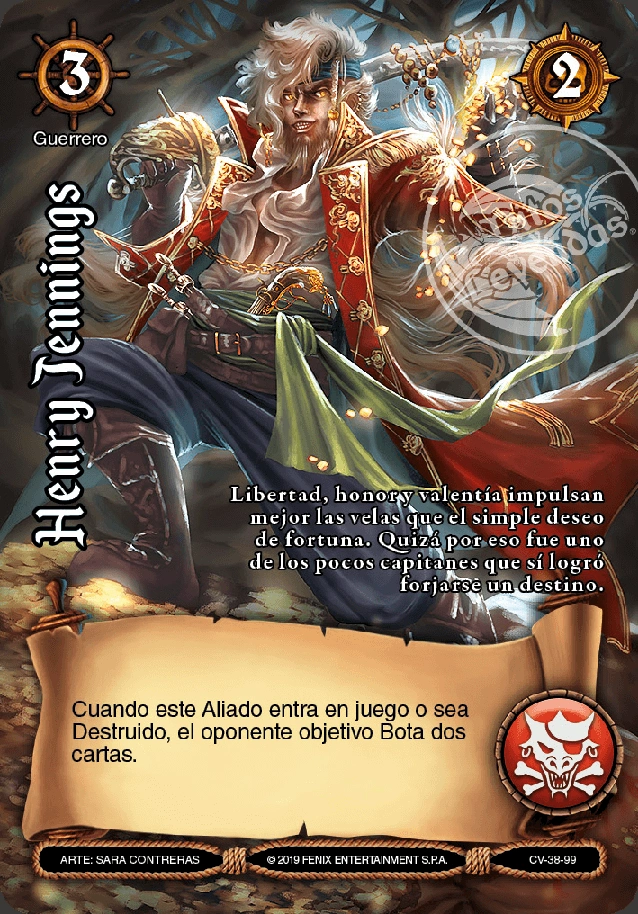 3
2
Guerrero
Mitos
Leyendas®
Henry Jennings
Libertad, honor y valentía impulsan
mejor las velas que el simple deseo
de fortuna. Quizá por eso fue uno
de los pocos capitanes que sí logró
forjarse un destino.
Cuando este Aliado entra en juego o sea
Destruido, el oponente objetivo Bota dos
cartas.
ARTE: SARA CONTRERAS
© 2019 FENIX ENTERTAINMENT S.P.A.
CV-38-99